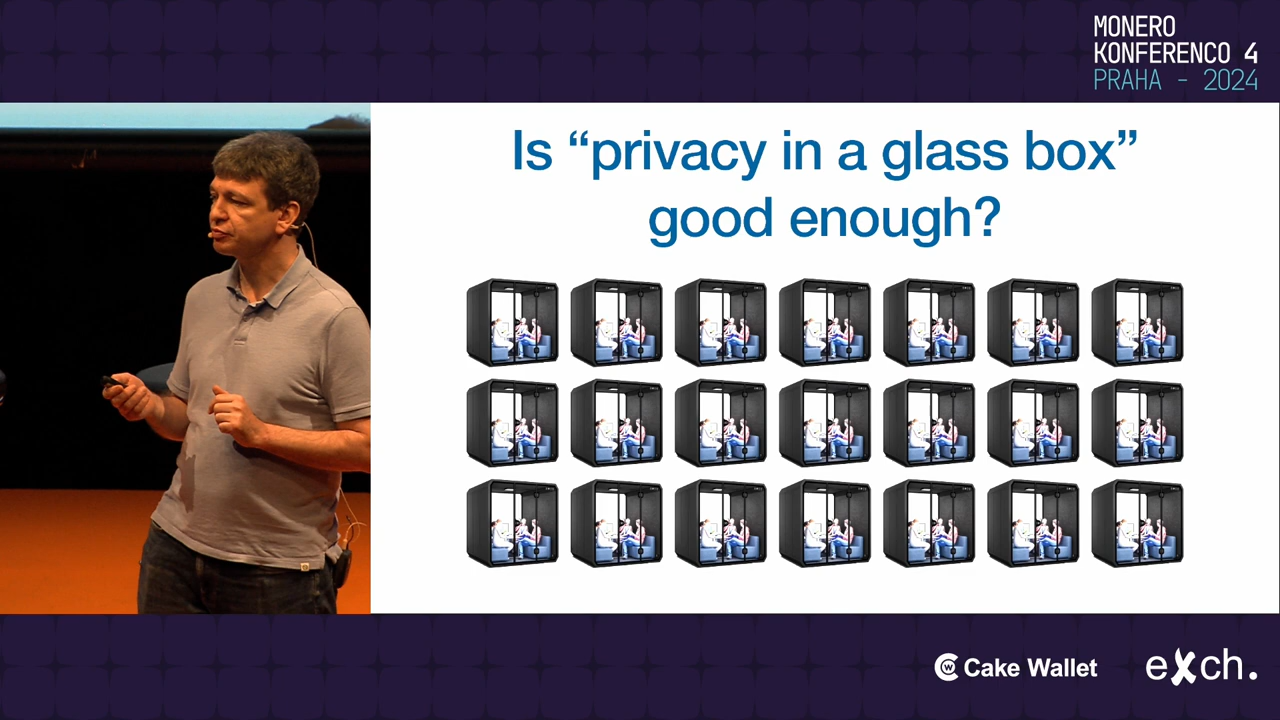 MONERO
KONFERENCO 4
PRAHA - 2024
Is “privacy in a glass box”
good enough?
Cake Wallet
exch.